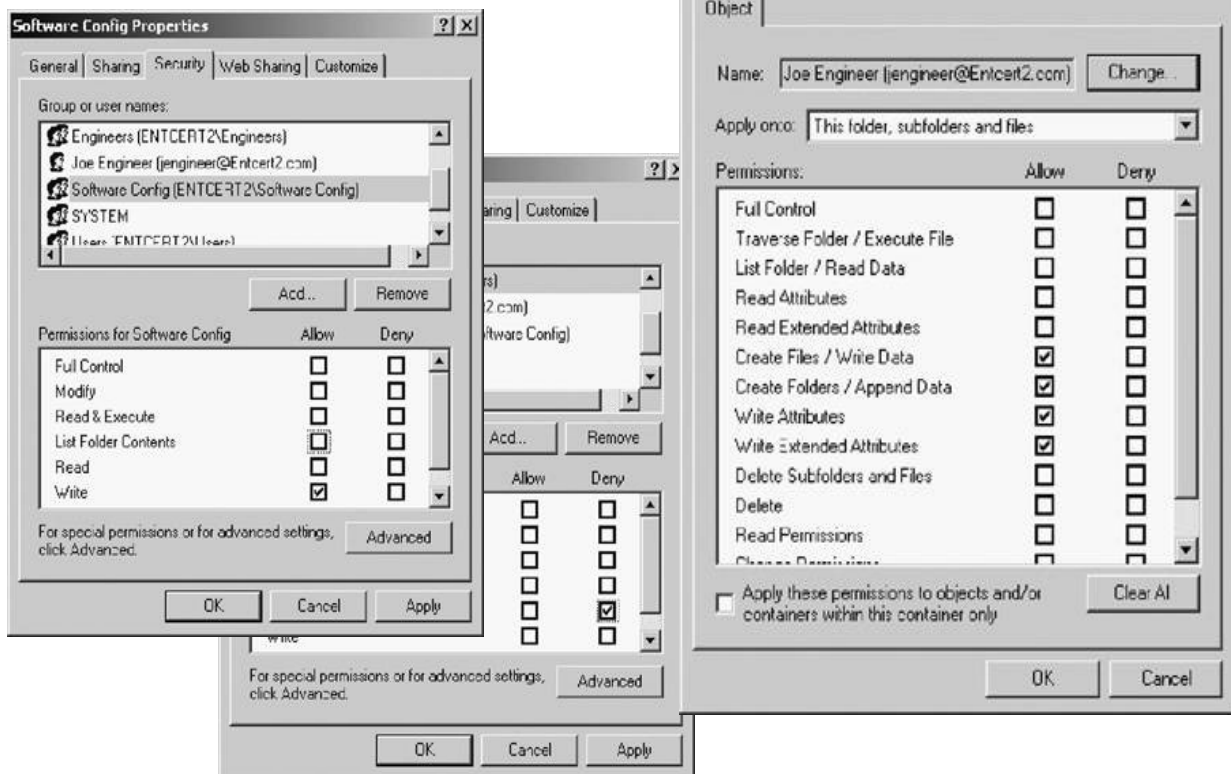 Software Config Properties
General Sharing Security Web Sharing Customize
Group or user names:
Engineers (ENTCERT2\Engineers)
Joe Engineer (jengineer@Entcert2.com)
Software Config (ENTCERT2\Software Config)
SYSTEM
Users (ENTCERT2\Users)
Add... Remove
Permissions for Software Config Allow Deny
Full Control
Modify
Read & Execute
List Folder Contents
Read
Write
For special permissions or for advanced settings,
click Advanced.
Advanced
OK Cancel Apply
aring Customize
rs)
2.com)
ftware Config)
Add... Remove
Allow Deny
Write
For special permissions or for advanced settings,
click Advanced.
Advanced
OK Cancel Apply
Object
Name: Joe Engineer (jengineer@Entcert2.com) Change...
Apply onto: This folder, subfolders and files
Permissions: Allow Deny
Full Control
Traverse Folder / Execute File
List Folder / Read Data
Read Attributes
Read Extended Attributes
Create Files / Write Data
Create Folders / Append Data
Write Attributes
Write Extended Attributes
Delete Subfolders and Files
Delete
Read Permissions
Change Permissions
Apply these permissions to objects and/or
containers within this container only
Clear All
OK Cancel